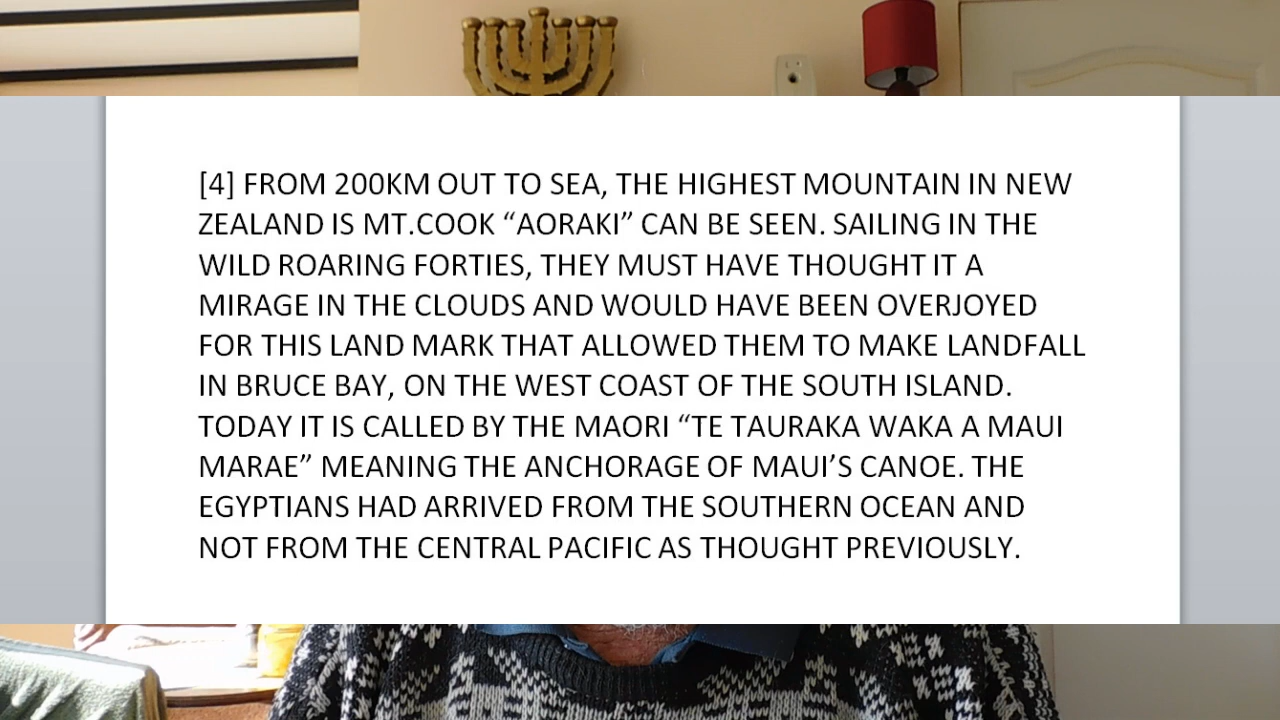 [4] FROM 200KM OUT TO SEA, THE HIGHEST MOUNTAIN IN NEW
ZEALAND IS MT.COOK “AORAKI” CAN BE SEEN. SAILING IN THE
WILD ROARING FORTIES, THEY MUST HAVE THOUGHT IT A
MIRAGE IN THE CLOUDS AND WOULD HAVE BEEN OVERJOYED
FOR THIS LAND MARK THAT ALLOWED THEM TO MAKE LANDFALL
IN BRUCE BAY, ON THE WEST COAST OF THE SOUTH ISLAND.
TODAY IT IS CALLED BY THE MAORI “TE TAURAKA WAKA A MAUI
MARAE” MEANING THE ANCHORAGE OF MAUI’S CANOE. THE
EGYPTIANS HAD ARRIVED FROM THE SOUTHERN OCEAN AND
NOT FROM THE CENTRAL PACIFIC AS THOUGHT PREVIOUSLY.